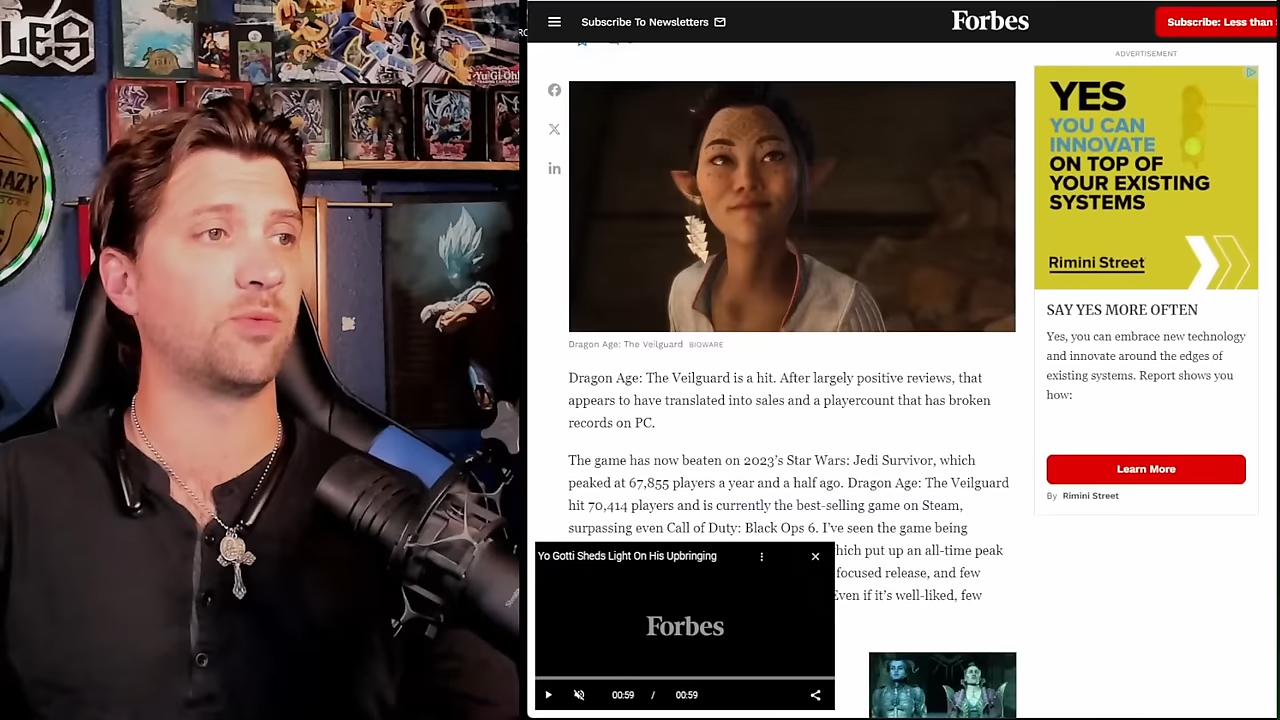 LES
Yu-Gi-Oh!
RAZY
Subscribe To Newsletters
Forbes
Subscribe: Less than
ADVERTISEMENT
Dragon Age: The Veilguard BIOWARE
Dragon Age: The Veilguard is a hit. After largely positive reviews, that
appears to have translated into sales and a playercount that has broken
records on PC.
The game has now beaten on 2023's Star Wars: Jedi Survivor, which
peaked at 67,855 players a year and a half ago. Dragon Age: The Veilguard
hit 70,414 players and is currently the best-selling game on Steam,
surpassing even Call of Duty: Black Ops 6. I've seen the game being
which put up an all-time peak
focused release, and few
Even if it's well-liked, few
Yo Gotti Sheds Light On His Upbringing
Forbes
00:59 / 00:59
YES
YOU CAN
INNOVATE
ON TOP OF
YOUR EXISTING
SYSTEMS
Rimini Street
SAY YES MORE OFTEN
Yes, you can embrace new technology
and innovate around the edges of
existing systems. Report shows you
how:
Learn More
By Rimini Street